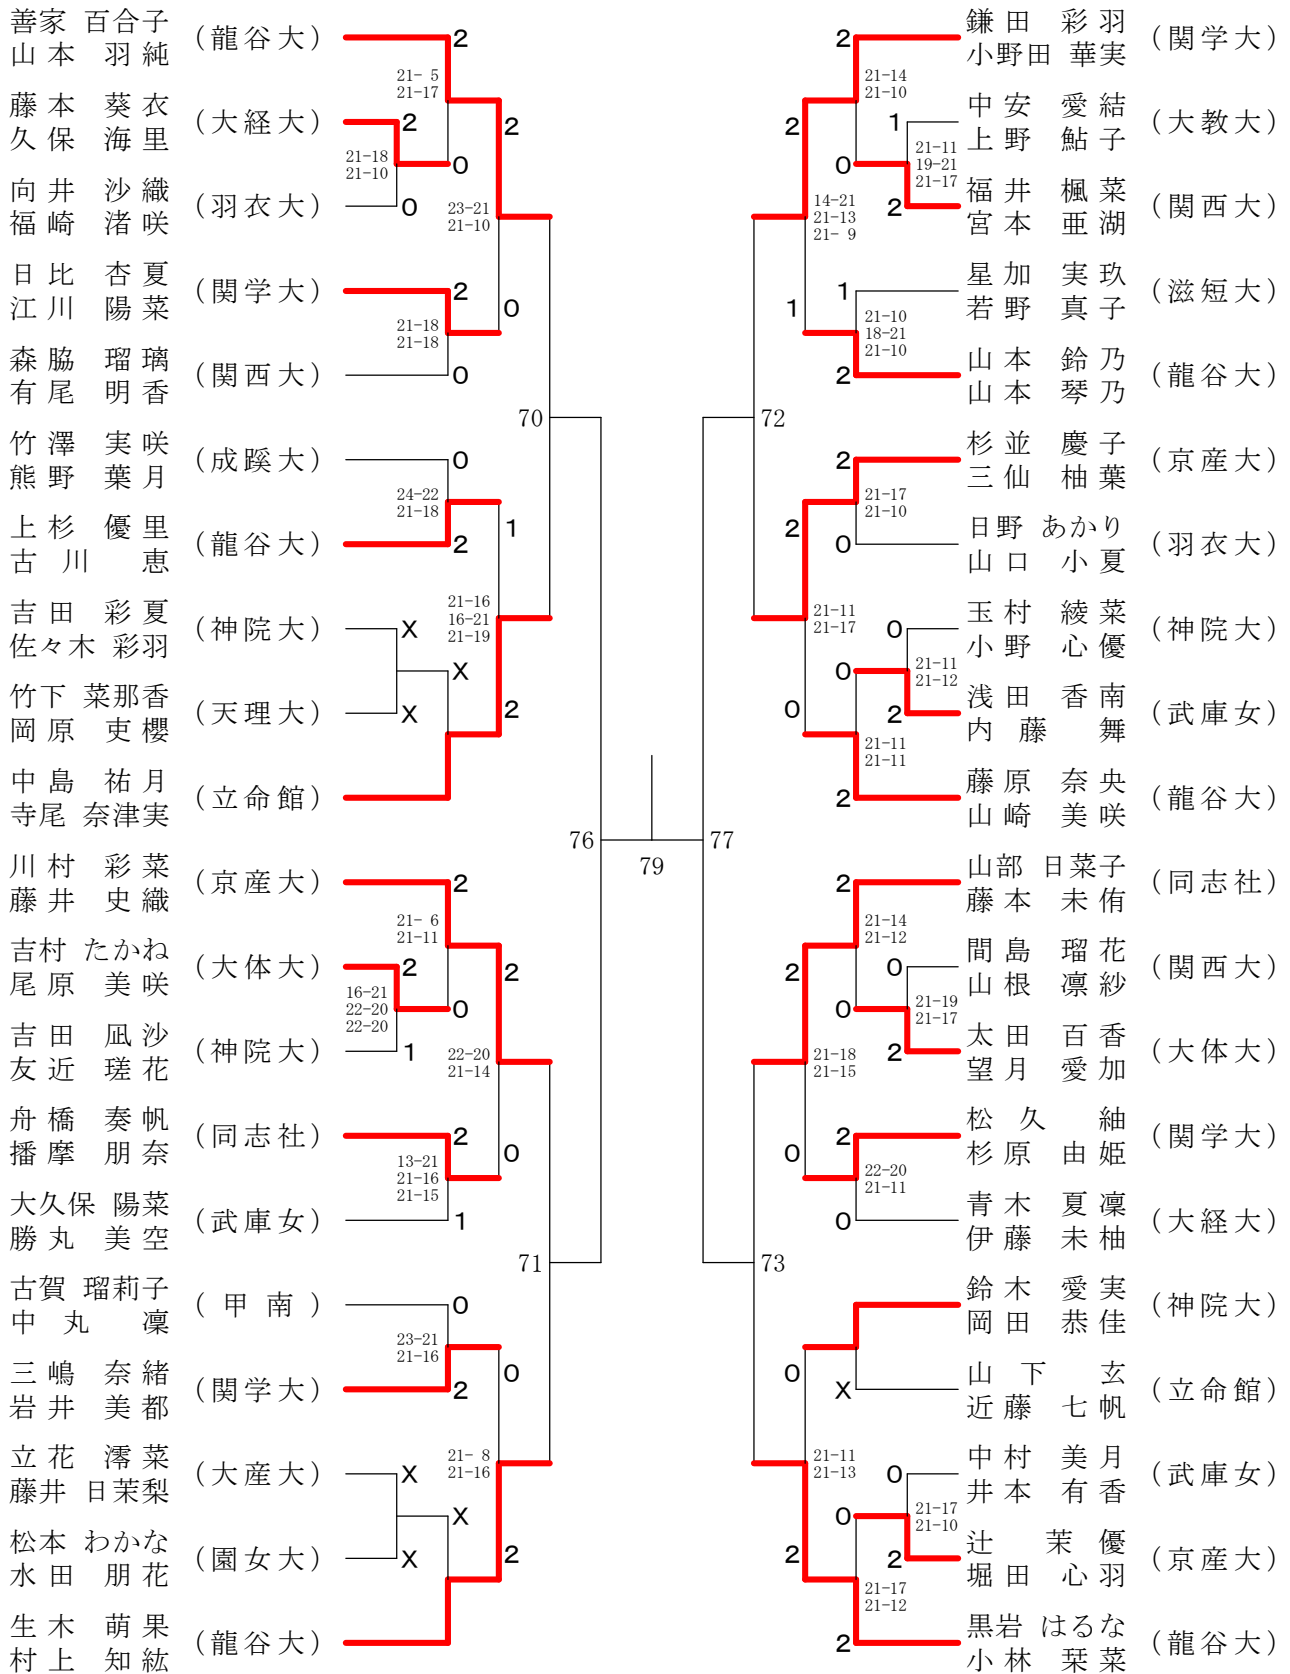 善家 百合子
山本 羽純
(龍谷大)
2
21- 5
21-17
藤本 葵衣
久保 海里
(大経大)
2
2
21-18
21-10
0
向井 沙織
福崎 渚咲
(羽衣大)
0
23-21
21-10
日比 杏夏
江川 陽菜
(関学大)
2
0
21-18
21-18
森脇 瑠璃
有尾 明香
(関西大)
0
70
竹澤 実咲
熊野 葉月
(成蹊大)
0
24-22
21-18
上杉 優里
古川 恵
(龍谷大)
2
1
吉田 彩夏
佐々木 彩羽
(神院大)
X
21-16
16-21
21-19
X
竹下 菜那香
岡原 吏櫻
(天理大)
X
2
中島 祐月
寺尾 奈津実
(立命館)
76
川村 彩菜
藤井 史織
(京産大)
2
21- 6
21-11
吉村 たかね
尾原 美咲
(大体大)
2
2
16-21
22-20
22-20
0
吉田 凪沙
友近 瑳花
(神院大)
1
22-20
21-14
舟橋 奏帆
播摩 朋奈
(同志社)
2
0
13-21
21-16
21-15
大久保 陽菜
勝丸 美空
(武庫女)
1
71
古賀 瑠莉子
中丸 凜
(甲南)
0
23-21
21-16
三嶋 奈緒
岩井 美都
(関学大)
2
0
立花 澪菜
藤井 日茉梨
(大産大)
X
21- 8
21-16
X
松本 わかな
水田 朋花
(園女大)
X
2
生木 萌果
村上 知紘
(龍谷大)
79
2
鎌田 彩羽
小野田 華実
(関学大)
21-14
21-10
2
1
中安 愛結
上野 鮎子
(大教大)
21-11
19-21
21-17
0
2
福井 楓菜
宮本 亜湖
(関西大)
14-21
21-13
21- 9
1
1
星加 実玖
若野 真子
(滋短大)
21-10
18-21
21-10
2
山本 鈴乃
山本 琴乃
(龍谷大)
72
2
杉並 慶子
三仙 柚葉
(京産大)
21-17
21-10
2
0
日野 あかり
山口 小夏
(羽衣大)
21-11
21-17
0
玉村 綾菜
小野 心優
(神院大)
0
21-11
21-12
0
2
浅田 香南
内藤 舞
(武庫女)
21-11
21-11
2
藤原 奈央
山崎 美咲
(龍谷大)
77
2
山部 日菜子
藤本 未侑
(同志社)
21-14
21-12
2
0
間島 瑠花
山根 凛紗
(関西大)
0
21-19
21-17
2
太田 百香
望月 愛加
(大体大)
21-18
21-15
0
2
松久 紬
杉原 由姫
(関学大)
22-20
21-11
0
青木 夏凜
伊藤 未柚
(大経大)
73
鈴木 愛実
岡田 恭佳
(神院大)
0
X
山下 玄
近藤 七帆
(立命館)
21-11
21-13
0
中村 美月
井本 有香
(武庫女)
0
21-17
21-10
2
2
辻 茉優
堀田 心羽
(京産大)
21-17
21-12
2
黒岩 はるな
小林 栞菜
(龍谷大)